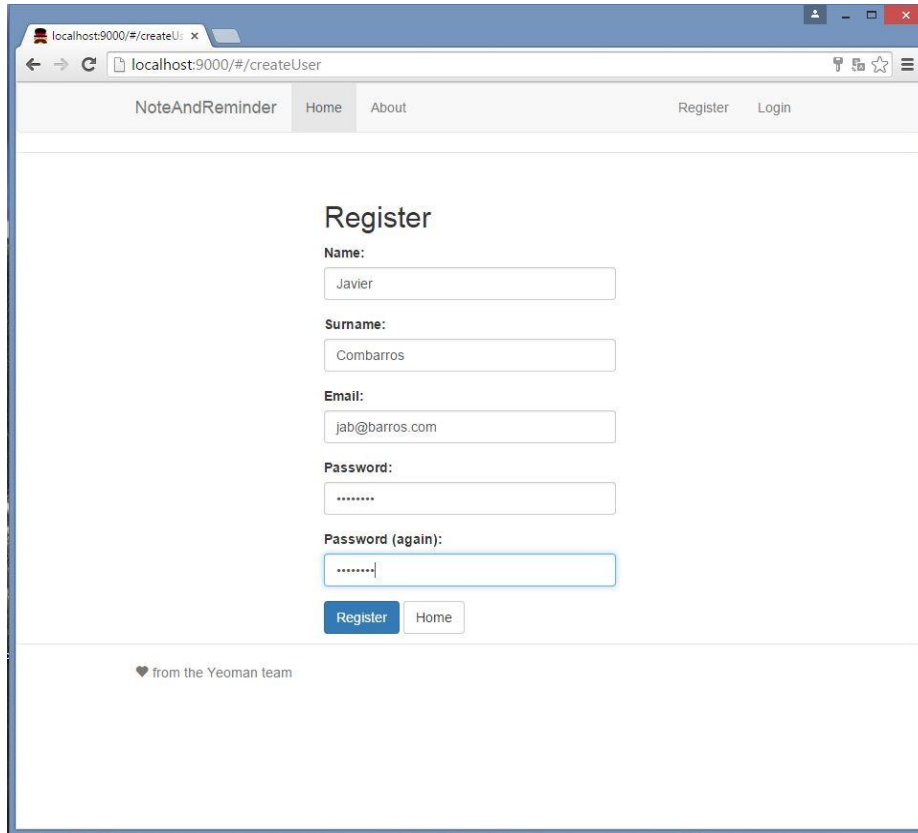 localhost:9000/#/createUs
localhost:9000/#/createUser
NoteAndReminder Home About Register Login
Register
Name:
Javier
Surname:
Combarros
Email:
jab@barros.com
Password:
••••••••
Password (again):
••••••••
Register Home
♥ from the Yeoman team